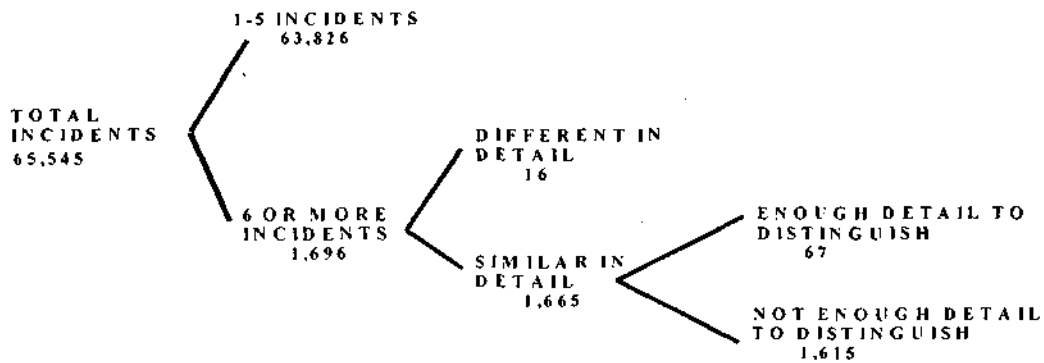 1-5 INCIDENTS
63,826
TOTAL
INCIDENTS
65,545
DIFFERENT IN
DETAIL
16
6 OR MORE
INCIDENTS
1,696
ENOUGH DETAIL TO
DISTINGUISH
67
SIMILAR IN
DETAIL
1,665
NOT ENOUGH DETAIL
TO DISTINGUISH
1,615